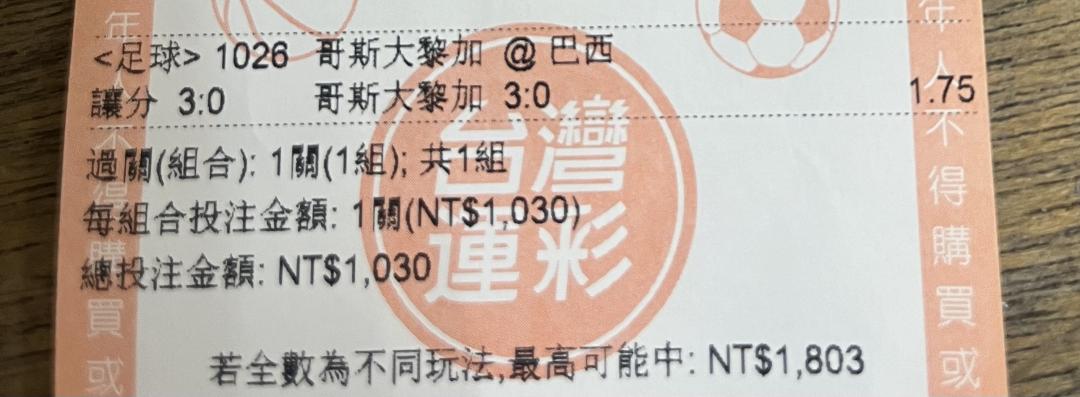 <足球> 1026 哥斯大黎加 @ 巴西
讓分 3:0 哥斯大黎加 3:0 1.75
過關(組合): 1關(1組); 共1組
每組合投注金額: 1關(NT$1,030)
總投注金額: NT$1,030
若全數為不同玩法,最高可能中: NT$1,803
台灣
運彩
年人不得購買或
年人不得購買或